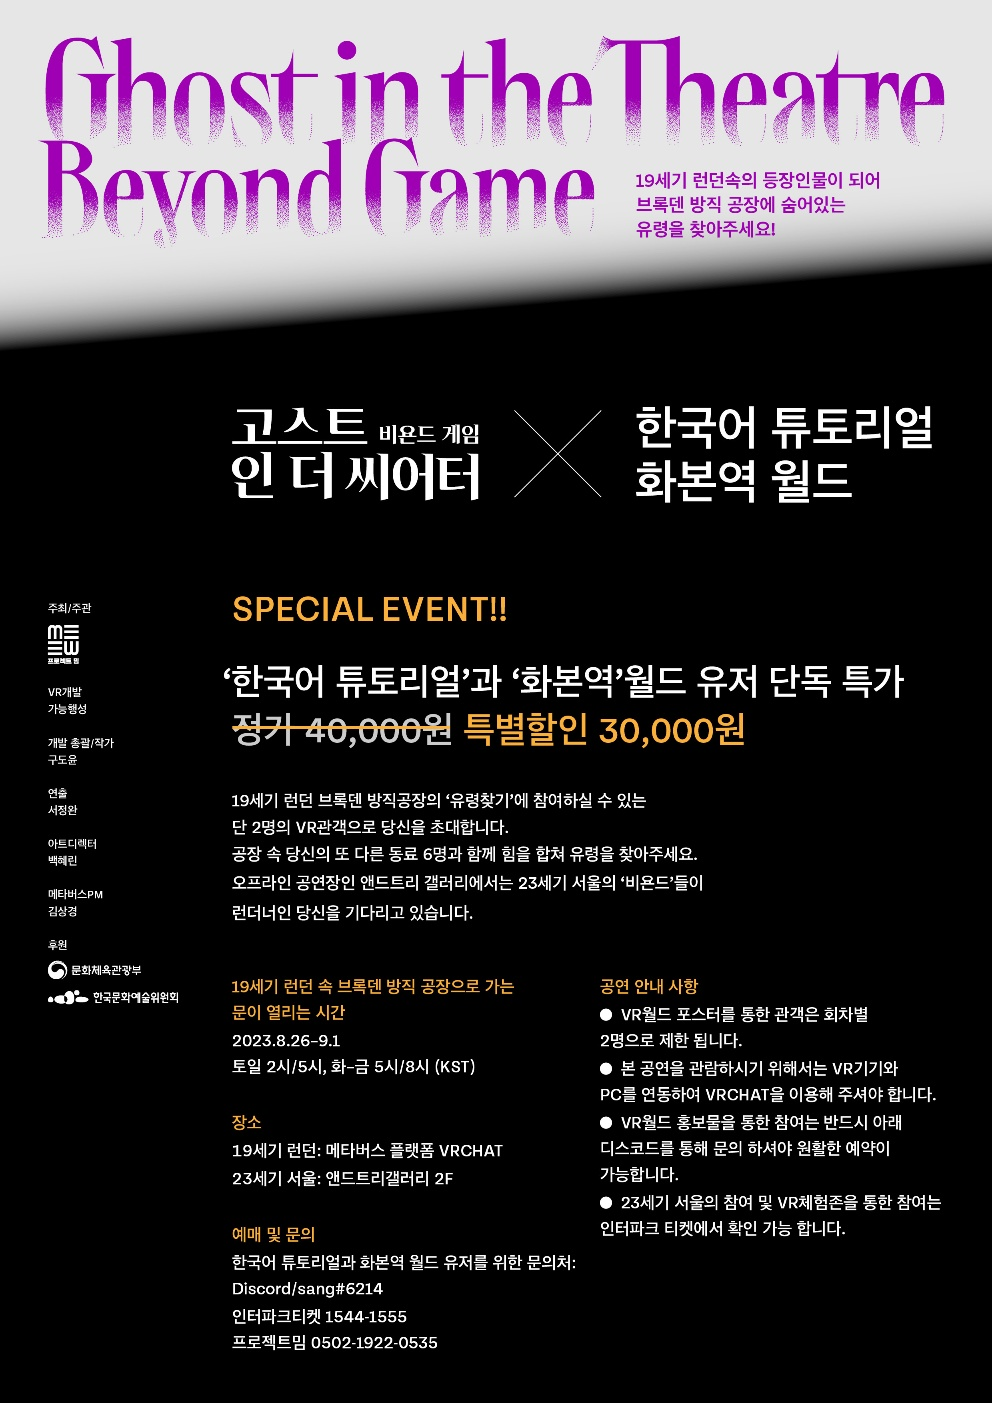 Ghost in the Theatre
Beyond Game
19세기 런던속의 등장인물이 되어
브록덴 방직 공장에 숨어있는
유령을 찾아주세요!
고스트 비욘드 게임
인 더 씨어터
한국어 튜토리얼
화본역 월드
주최/주관
프로젝트 밈
VR개발
가능행성
개발 총괄/작가
구도윤
연출
서정완
아트디렉터
백혜린
메타버스PM
김상경
후원
문화체육관광부
한국문화예술위원회
SPECIAL EVENT!!
‘한국어 튜토리얼’과 ‘화본역’월드 유저 단독 특가
정가 40,000원 특별할인 30,000원
19세기 런던 브록덴 방직공장의 ‘유령찾기’에 참여하실 수 있는
단 2명의 VR관객으로 당신을 초대합니다.
공장 속 당신의 또 다른 동료 6명과 함께 힘을 합쳐 유령을 찾아주세요.
오프라인 공연장인 앤드트리 갤러리에서는 23세기 서울의 ‘비욘드’들이
런더너인 당신을 기다리고 있습니다.
19세기 런던 속 브록덴 방직 공장으로 가는
문이 열리는 시간
2023.8.26–9.1
토일 2시/5시, 화–금 5시/8시 (KST)
장소
19세기 런던: 메타버스 플랫폼 VRCHAT
23세기 서울: 앤드트리갤러리 2F
예매 및 문의
한국어 튜토리얼과 화본역 월드 유저를 위한 문의처:
Discord/sang#6214
인터파크티켓 1544-1555
프로젝트밈 0502-1922-0535
공연 안내 사항
● VR월드 포스터를 통한 관객은 회차별
2명으로 제한 됩니다.
● 본 공연을 관람하시기 위해서는 VR기기와
PC를 연동하여 VRCHAT을 이용해 주셔야 합니다.
● VR월드 홍보물을 통한 참여는 반드시 아래
디스코드를 통해 문의 하셔야 원활한 예약이
가능합니다.
● 23세기 서울의 참여 및 VR체험존을 통한 참여는
인터파크 티켓에서 확인 가능 합니다.